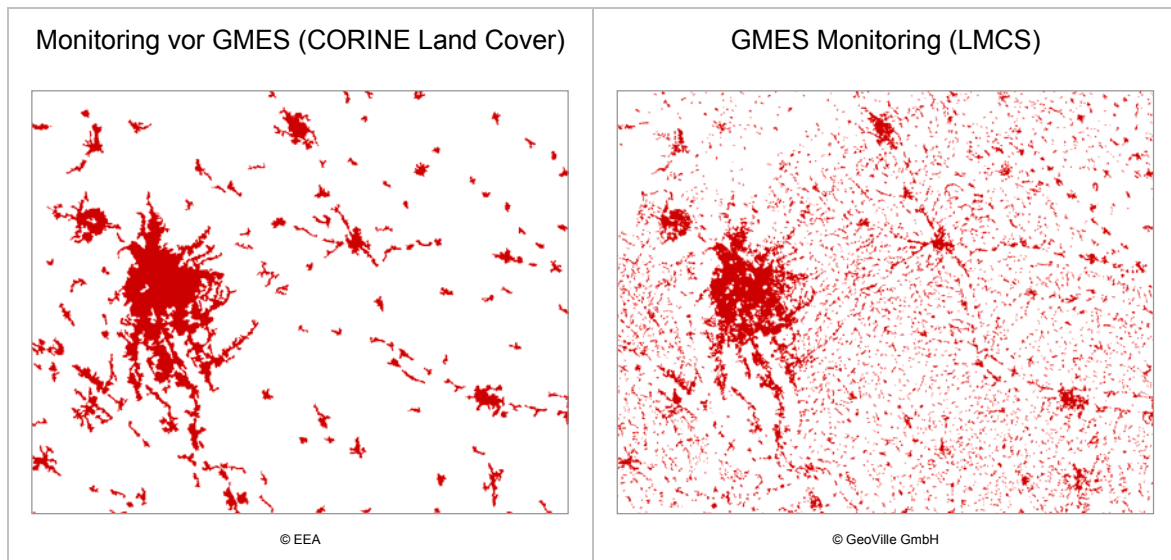 Monitoring vor GMES (CORINE Land Cover)
GMES Monitoring (LMCS)
© EEA
© GeoVille GmbH